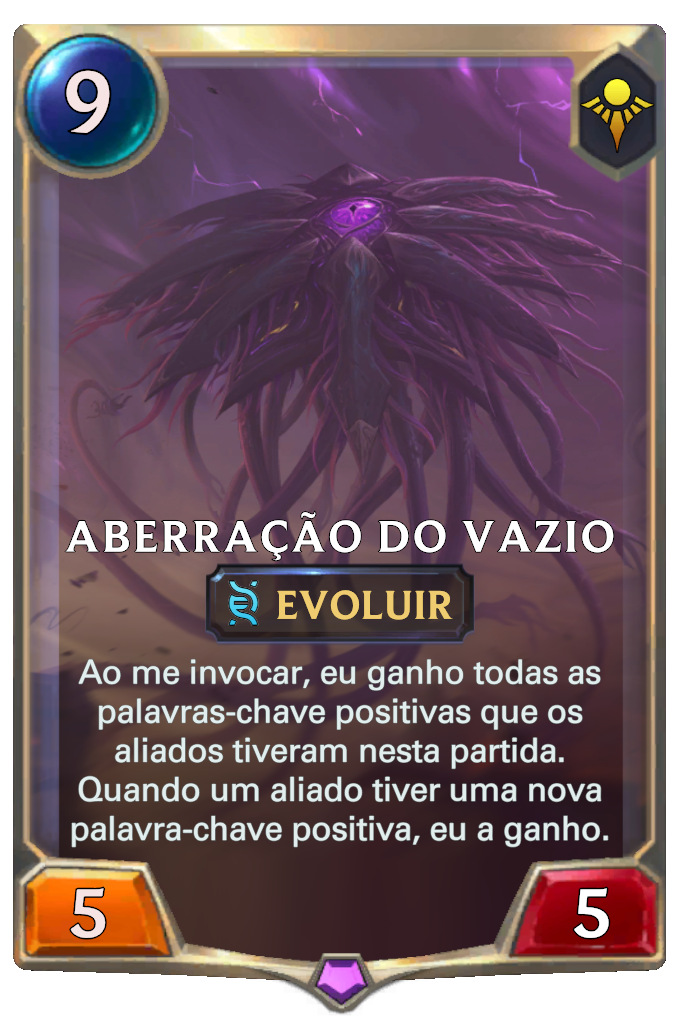 9
ABERRAÇÃO DO VAZIO
EVOLUIR
Ao me invocar, eu ganho todas as
palavras-chave positivas que os
aliados tiveram nesta partida.
Quando um aliado tiver uma nova
palavra-chave positiva, eu a ganho.
5
5